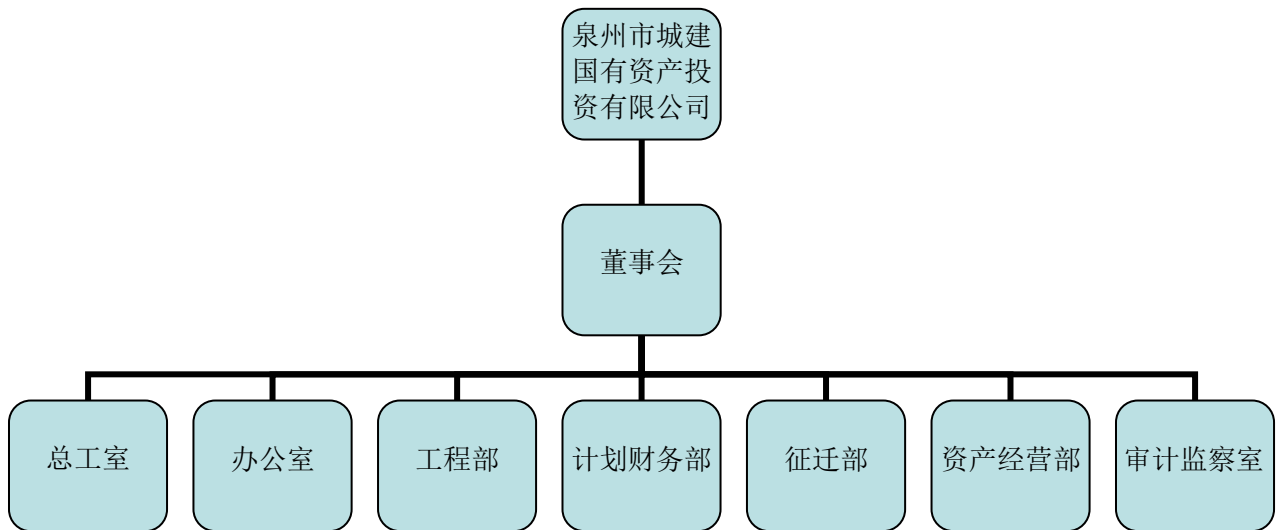 泉州市城建
国有资产投
资有限公司
董事会
总工室
办公室
工程部
计划财务部
征迁部
资产经营部
审计监察室